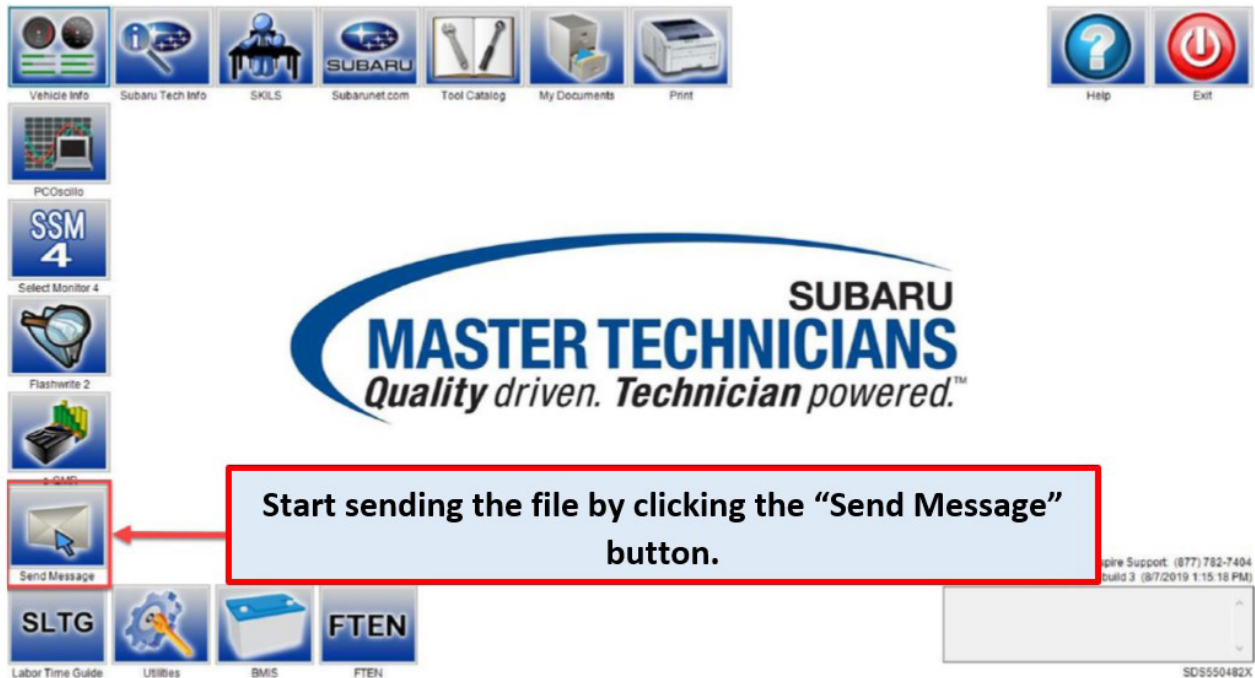 SUBARU
Vehicle Info
Subaru Tech Info
SKILS
Subarunet.com
Tool Catalog
My Documents
Print
Help
Exit
PCOscillo
SSM
4
Select Monitor 4
Flashwrite 2
SUBARU
MASTER TECHNICIANS
Quality driven. Technician powered.™
Start sending the file by clicking the “Send Message”
button.
Send Message
Support: (877) 782-7404
build 3 (8/7/2019 1:15:18 PM)
SLTG
FTEN
Labor Time Guide
Utilities
BMIS
FTEN
SDS550482X